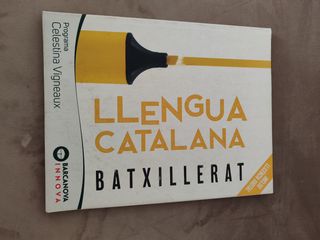 Programa
Celestina Vigneaux
LLENGUA
CATALANA
BATXILLERAT
BARCANOVA
INNOVA